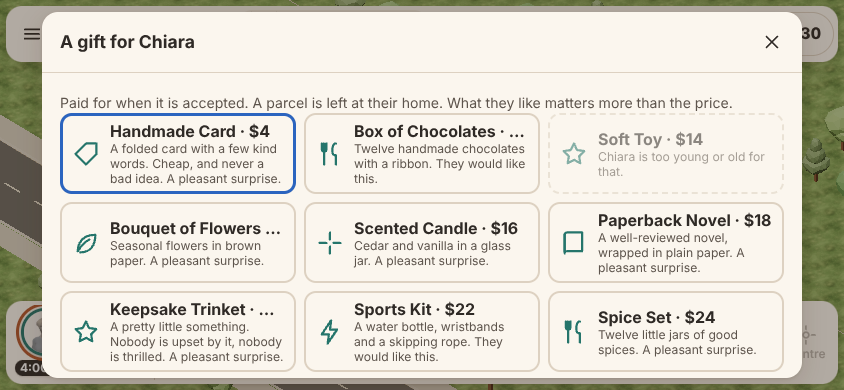 A gift for Chiara
30
Paid for when it is accepted. A parcel is left at their home. What they like matters more than the price.
Handmade Card · $4
A folded card with a few kind
words. Cheap, and never a
bad idea. A pleasant surprise.
Box of Chocolates · ...
Twelve handmade chocolates
with a ribbon. They would like
this.
Soft Toy · $14
Chiara is too young or old for
that.
Bouquet of Flowers ...
Seasonal flowers in brown
paper. A pleasant surprise.
Scented Candle · $16
Cedar and vanilla in a glass
jar. A pleasant surprise.
Paperback Novel · $18
A well-reviewed novel,
wrapped in plain paper. A
pleasant surprise.
Keepsake Trinket · ...
A pretty little something.
Nobody is upset by it, nobody
is thrilled. A pleasant surprise.
Sports Kit · $22
A water bottle, wristbands
and a skipping rope. They
would like this.
Spice Set · $24
Twelve little jars of good
spices. A pleasant surprise.